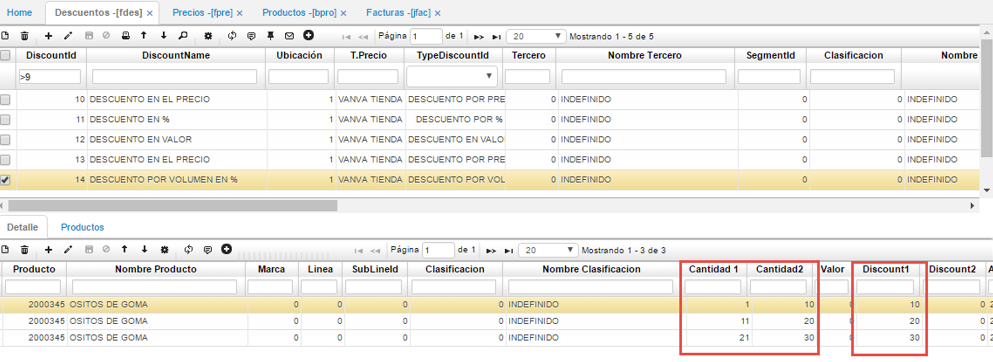 Home Descuentos -[fdes] × Precios -[fpre] × Productos -[bpro] × Facturas -[jfac] ×
Página 1 de 1 20 Mostrando 1 - 5 de 5
DiscountId DiscountName Ubicación T.Precio TypeDiscountId Tercero Nombre Tercero SegmentId Clasificacion Nombre
>9
10 DESCUENTO EN EL PRECIO 1 VANVA TIENDA DESCUENTO POR PRE 0 INDEFINIDO 0 0 INDEFINIDO
11 DESCUENTO EN % 1 VANVA TIENDA DESCUENTO POR % 0 INDEFINIDO 0 0 INDEFINIDO
12 DESCUENTO EN VALOR 1 VANVA TIENDA DESCUENTO EN VALO 0 INDEFINIDO 0 0 INDEFINIDO
13 DESCUENTO EN EL PRECIO 1 VANVA TIENDA DESCUENTO POR PRE 0 INDEFINIDO 0 0 INDEFINIDO
14 DESCUENTO POR VOLUMEN EN % 1 VANVA TIENDA DESCUENTO POR VOL 0 INDEFINIDO 0 0 INDEFINIDO
Detalle Productos
Página 1 de 1 20 Mostrando 1 - 3 de 3
Producto Nombre Producto Marca Linea SubLineId Clasificacion Nombre Clasificacion Cantidad 1 Cantidad2 Valor Discount1 Discount2 A
2000345 OSITOS DE GOMA 0 0 0 0 INDEFINIDO 1 10 0 10 0 2
2000345 OSITOS DE GOMA 0 0 0 0 INDEFINIDO 11 20 0 20 0 2
2000345 OSITOS DE GOMA 0 0 0 0 INDEFINIDO 21 30 0 30 0 2